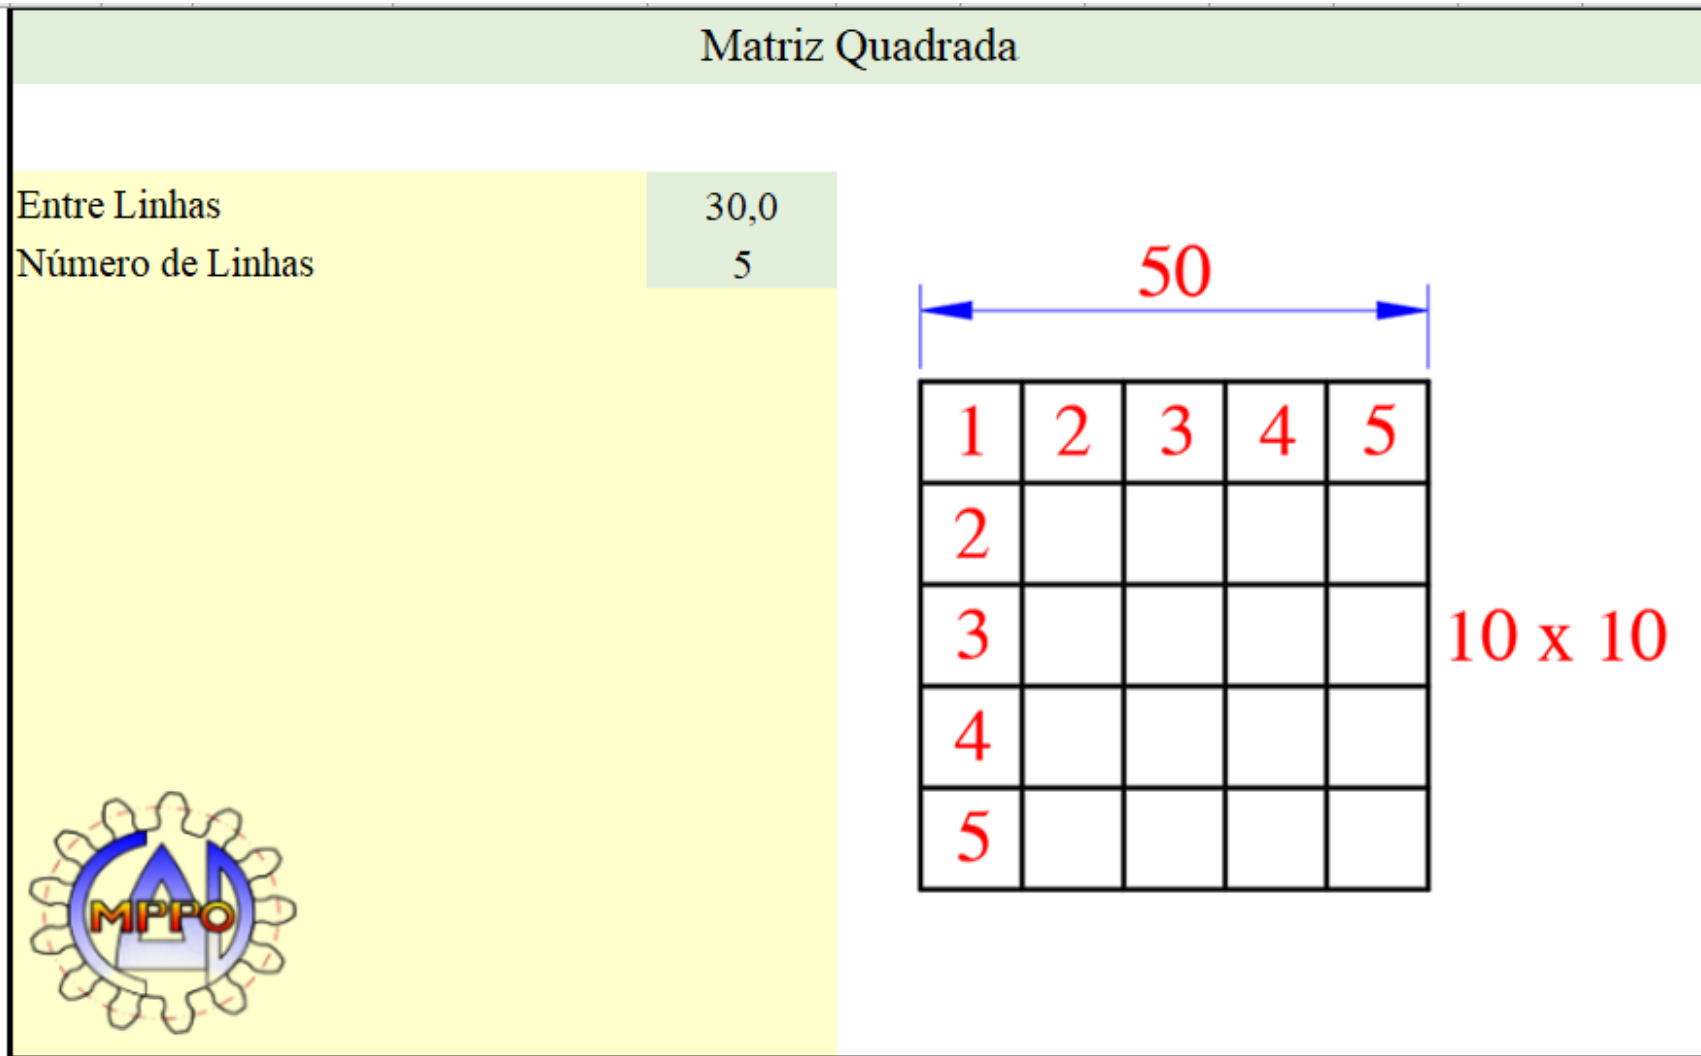 Matriz Quadrada
Entre Linhas 30,0
Número de Linhas 5
50
1 2 3 4 5
2
3 10 x 10
4
5
MPPO